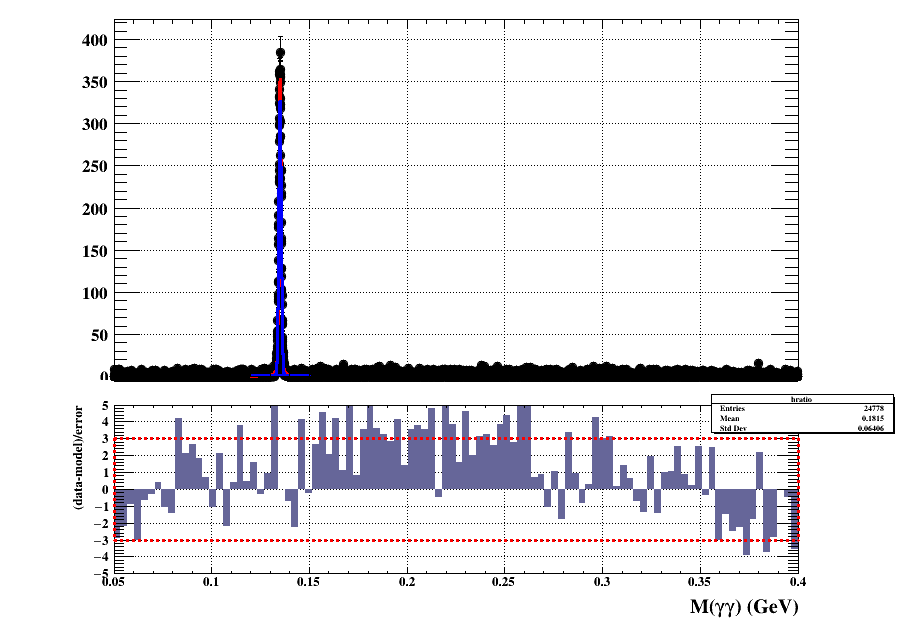 400
350
300
250
200
150
100
50
0
hratio
Entries 24778
Mean 0.1815
Std Dev 0.06406
(data-model)/error
5
4
3
2
1
0
−1
−2
−3
−4
−5
0.05 0.1 0.15 0.2 0.25 0.3 0.35 0.4
M(γγ) (GeV)